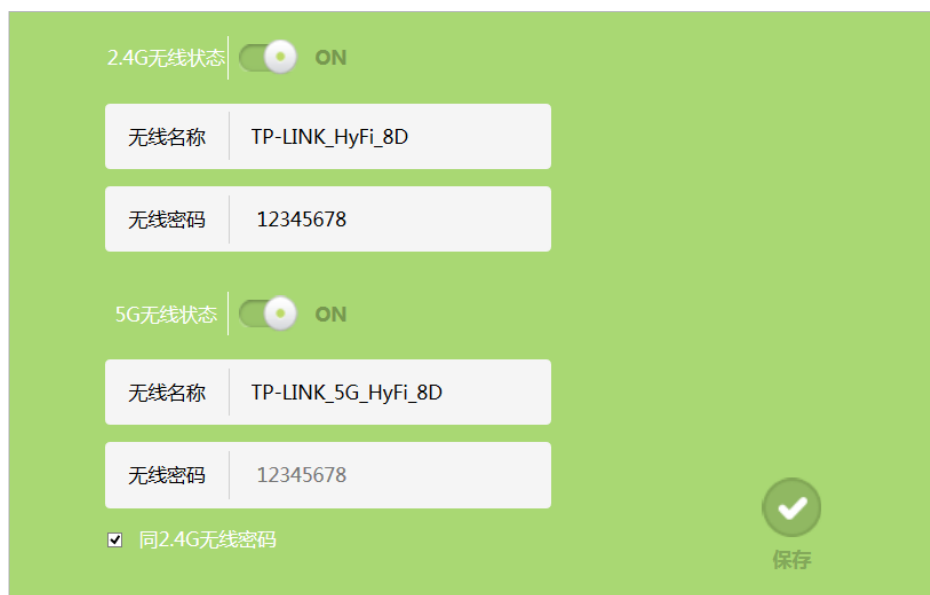 2.4G无线状态 ON
无线名称 TP-LINK_HyFi_8D
无线密码 12345678
5G无线状态 ON
无线名称 TP-LINK_5G_HyFi_8D
无线密码 12345678
同2.4G无线密码
保存